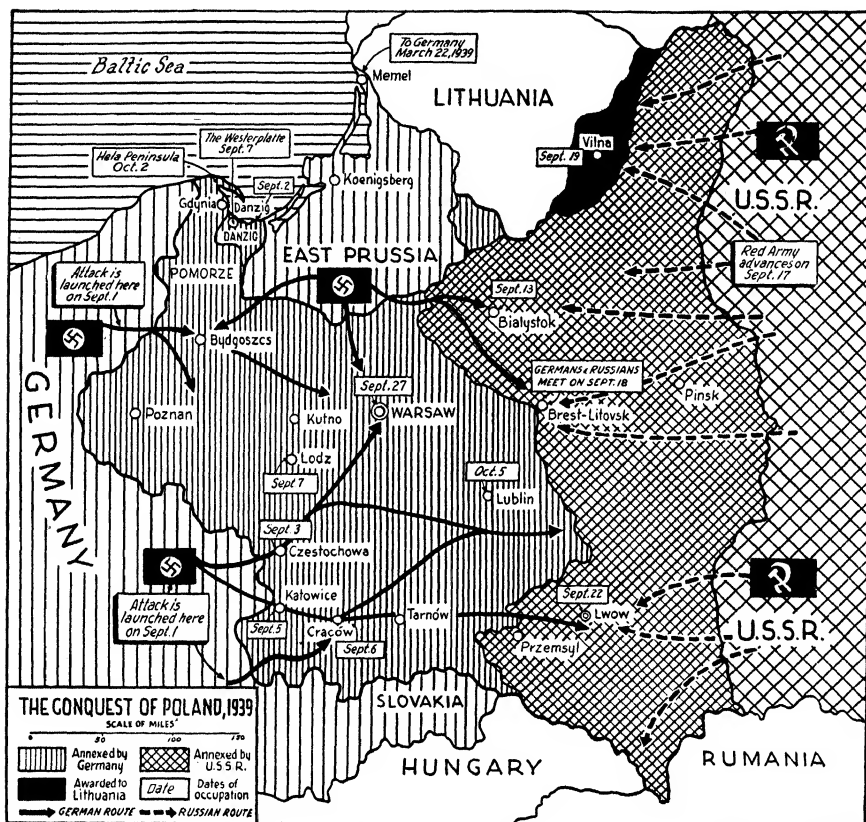 Baltic Sea
To Germany
March 22, 1939
Memel
LITHUANIA
The Westerplatte
Sept. 7
Hela Peninsula
Oct. 2
Sept. 2
Gdynia
Danzig
DANZIG
Koenigsberg
Vilna
Sept. 19
U.S.S.R.
Red Army
advances on
Sept. 17
EAST PRUSSIA
POMORZE
Attack is
launched here
on Sept. 1
Sept. 13
Bialystok
Bydgoszcs
GERMANS & RUSSIANS
MEET ON SEPT. 18
Pinsk
Brest-Litovsk
Sept. 27
WARSAW
Poznan
Kutno
Lodz
Sept 7
GERMANY
Oct. 5
Lublin
Sept. 3
Czestochowa
Katowice
Sept. 5
Attack is
launched here
on Sept. 1
Craców
Sept. 6
Tarnów
Sept. 22
Lwow
Przemsyl
U.S.S.R.
SLOVAKIA
HUNGARY
RUMANIA
THE CONQUEST OF POLAND, 1939
SCALE OF MILES
0 50 100 150
Annexed by
Germany
Annexed by
U.S.S.R.
Awarded to
Lithuania
Date
Dates of
occupation
GERMAN ROUTE
RUSSIAN ROUTE